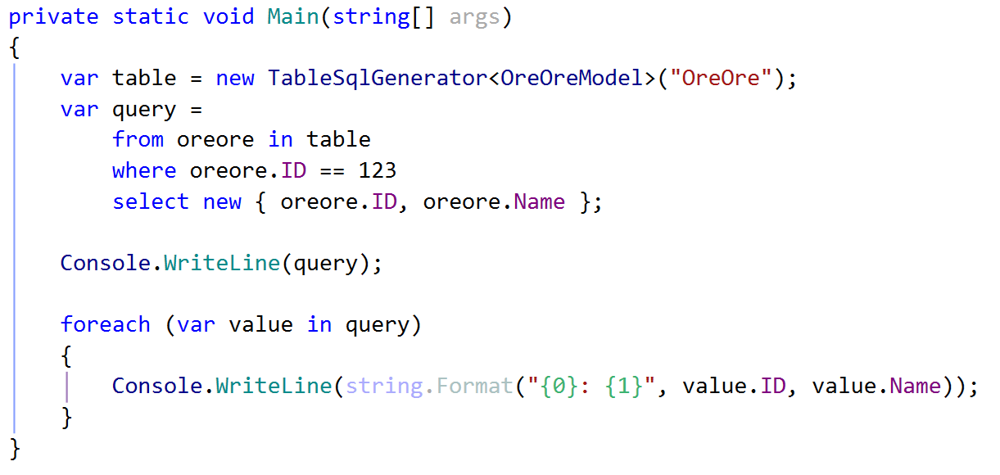 private static void Main(string[] args)
{
    var table = new TableSqlGenerator<OreOreModel>("OreOre");
    var query =
        from oreore in table
        where oreore.ID == 123
        select new { oreore.ID, oreore.Name };

    Console.WriteLine(query);

    foreach (var value in query)
    {
        Console.WriteLine(string.Format("{0}: {1}", value.ID, value.Name));
    }
}